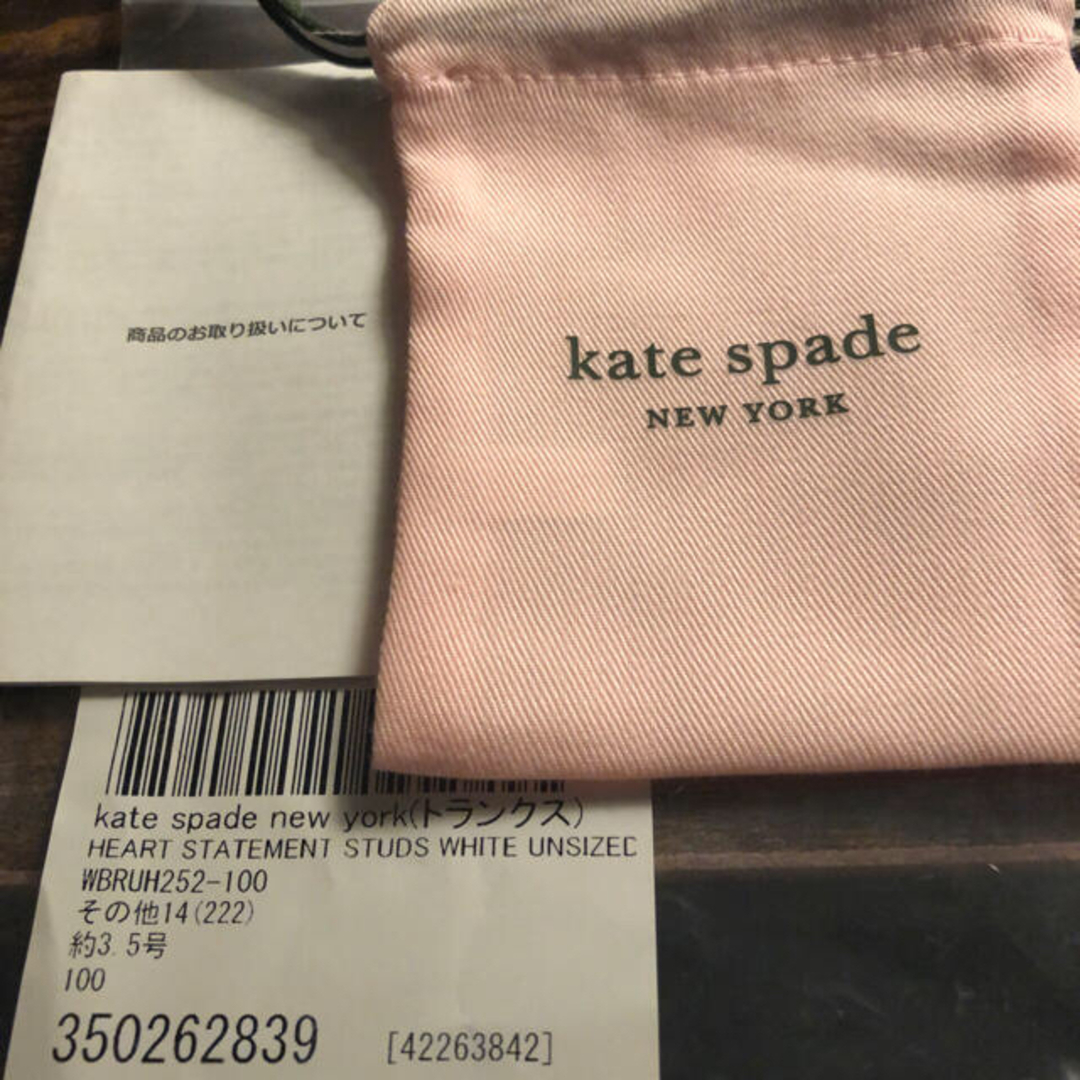 商品のお取り扱いについて
kate spade
NEW YORK
kate spade new york(トランクス)
HEART STATEMENT STUDS WHITE UNSIZED
WBRUH252-100
その他14(222)
約3.5号
100
350262839 [42263842]